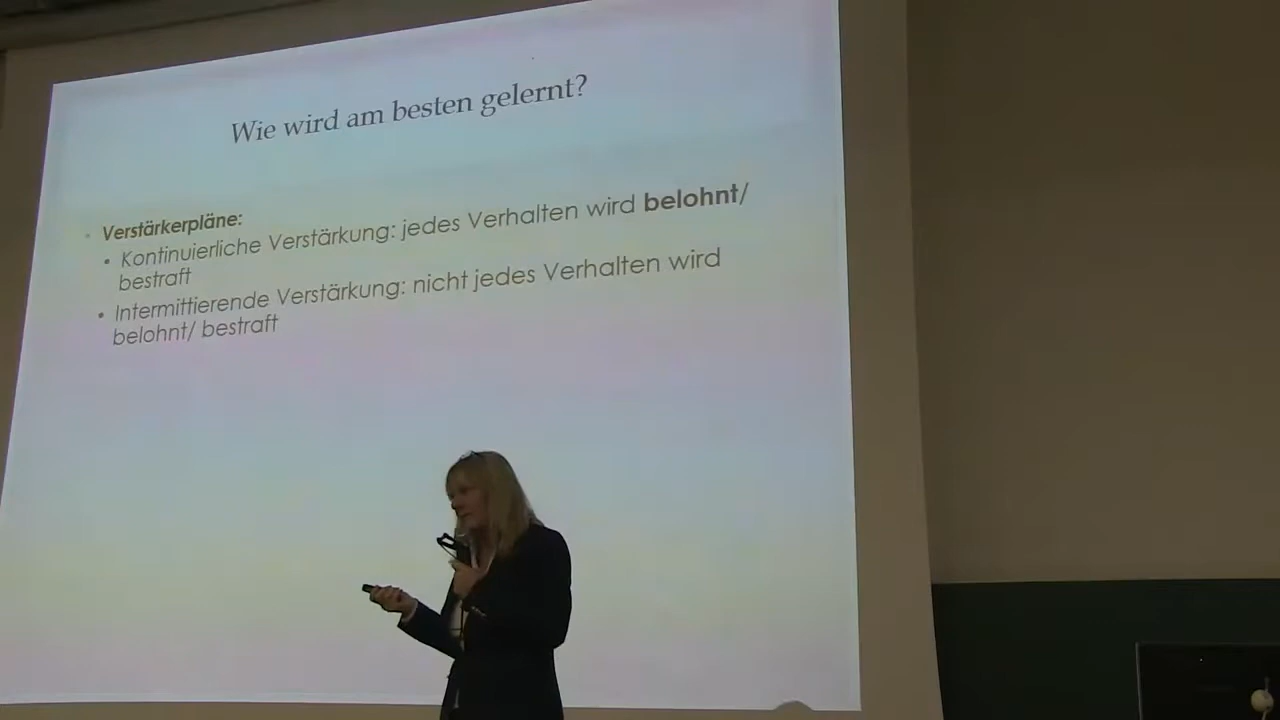 Wie wird am besten gelernt?
Verstärkerpläne:
Kontinuierliche Verstärkung: jedes Verhalten wird belohnt/
bestraft
Intermittierende Verstärkung: nicht jedes Verhalten wird
belohnt/ bestraft